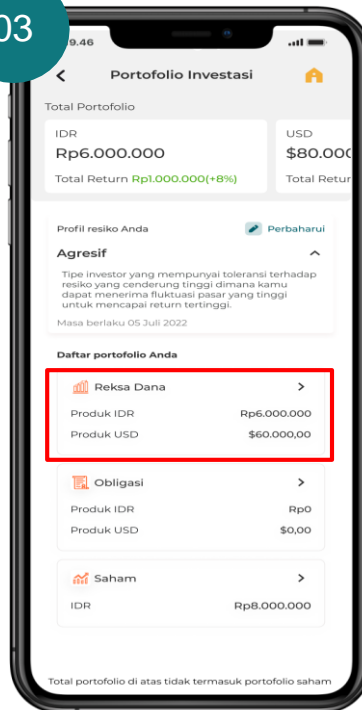 03
9.46
Portofolio Investasi
Total Portofolio
IDR
Rp6.000.000
Total Return Rp1.000.000(+8%)
USD
$80.000
Total Retur
Profil resiko Anda
Perbaharui
Agresif
Tipe investor yang mempunyai toleransi terhadap
resiko yang cenderung tinggi dimana kamu
dapat menerima fluktuasi pasar yang tinggi
untuk mencapai return tertinggi.
Masa berlaku 05 Juli 2022
Daftar portofolio Anda
Reksa Dana
Produk IDR Rp6.000.000
Produk USD $60.000,00
Obligasi
Produk IDR Rp0
Produk USD $0,00
Saham
IDR Rp8.000.000
Total portofolio di atas tidak termasuk portofolio saham